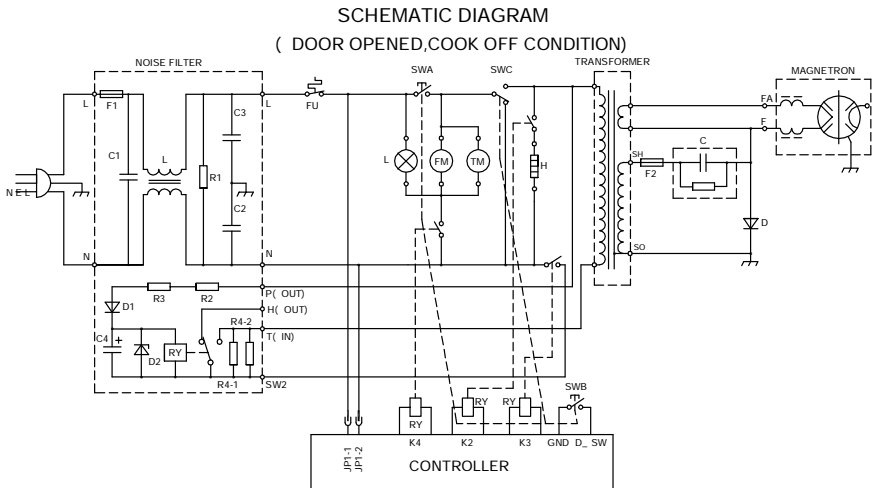 SCHEMATIC DIAGRAM
( DOOR OPENED,COOK OFF CONDITION)
NOISE FILTER
SWA
SWC
TRANSFORMER
MAGNETRON
L
F1
C3
L
FU
FA
F
C1
L
R1
L
FM
TM
H
SH
F2
C
N E L
C2
D
N
N
SO
R3
R2
P( OUT)
D1
H( OUT)
R4-2
T( IN)
C4
+
D2
RY
R4-1
SW2
SWB
RY
RY
RY
K4
K2
K3
GND
D_ SW
JP1-1
JP1-2
CONTROLLER